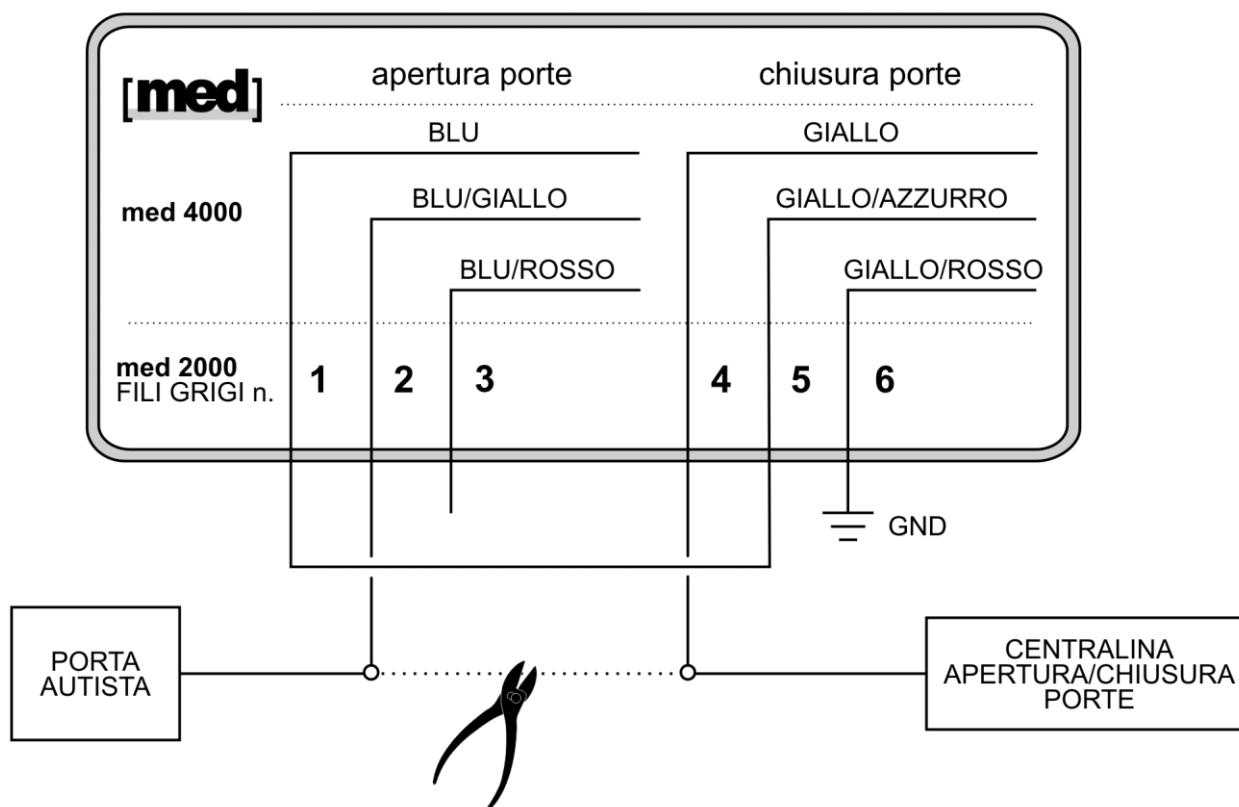 [med]
apertura porte
chiusura porte
BLU
GIALLO
med 4000
BLU/GIALLO
GIALLO/AZZURRO
BLU/ROSSO
GIALLO/ROSSO
med 2000
FILI GRIGI n.
1 2 3 4 5 6
GND
PORTA
AUTISTA
CENTRALINA
APERTURA/CHIUSURA
PORTE